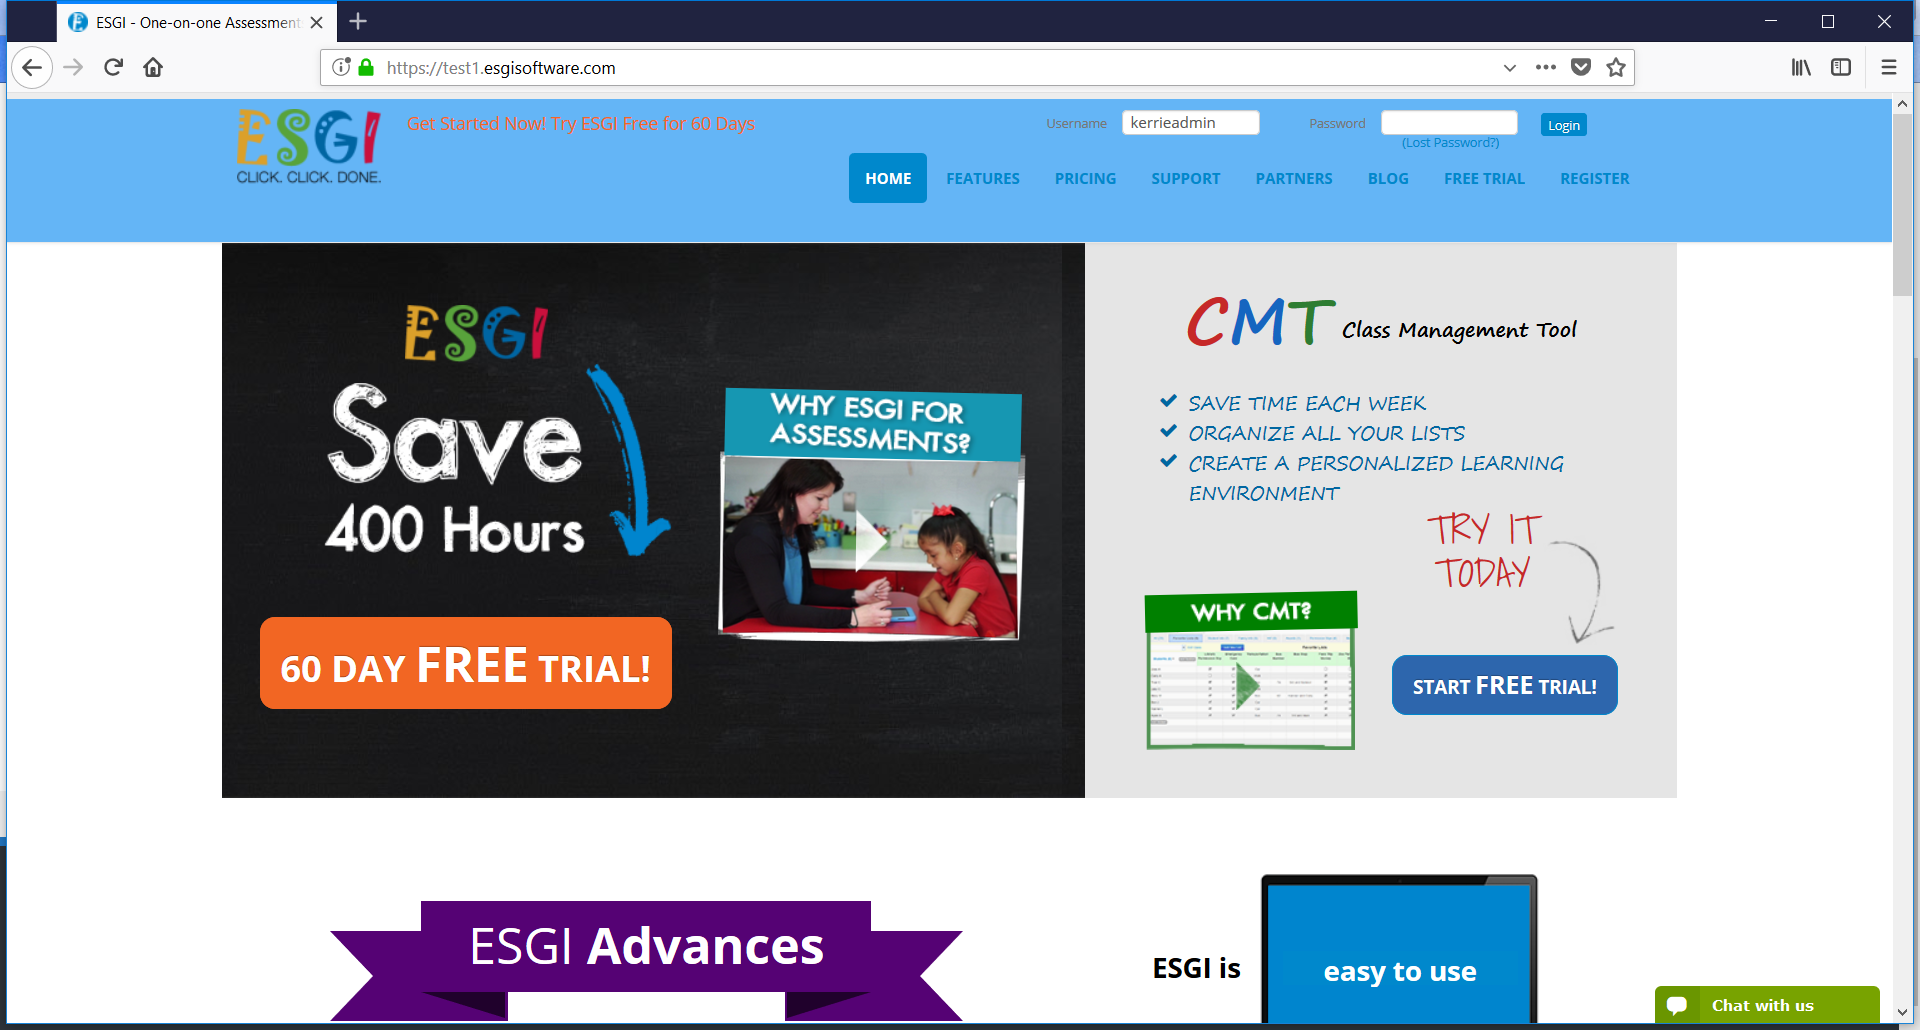 ESGI - One-on-one Assessment
https://test1.esgisoftware.com
ESGI
CLICK. CLICK. DONE.
Get Started Now! Try ESGI Free for 60 Days
Username kerrieadmin Password Login
(Lost Password?)
HOME FEATURES PRICING SUPPORT PARTNERS BLOG FREE TRIAL REGISTER
ESGI
Save
400 Hours
60 DAY FREE TRIAL!
WHY ESGI FOR
ASSESSMENTS?
CMT Class Management Tool
SAVE TIME EACH WEEK
ORGANIZE ALL YOUR LISTS
CREATE A PERSONALIZED LEARNING
ENVIRONMENT
TRY IT
TODAY
WHY CMT?
START FREE TRIAL!
ESGI Advances
ESGI is
easy to use
Chat with us